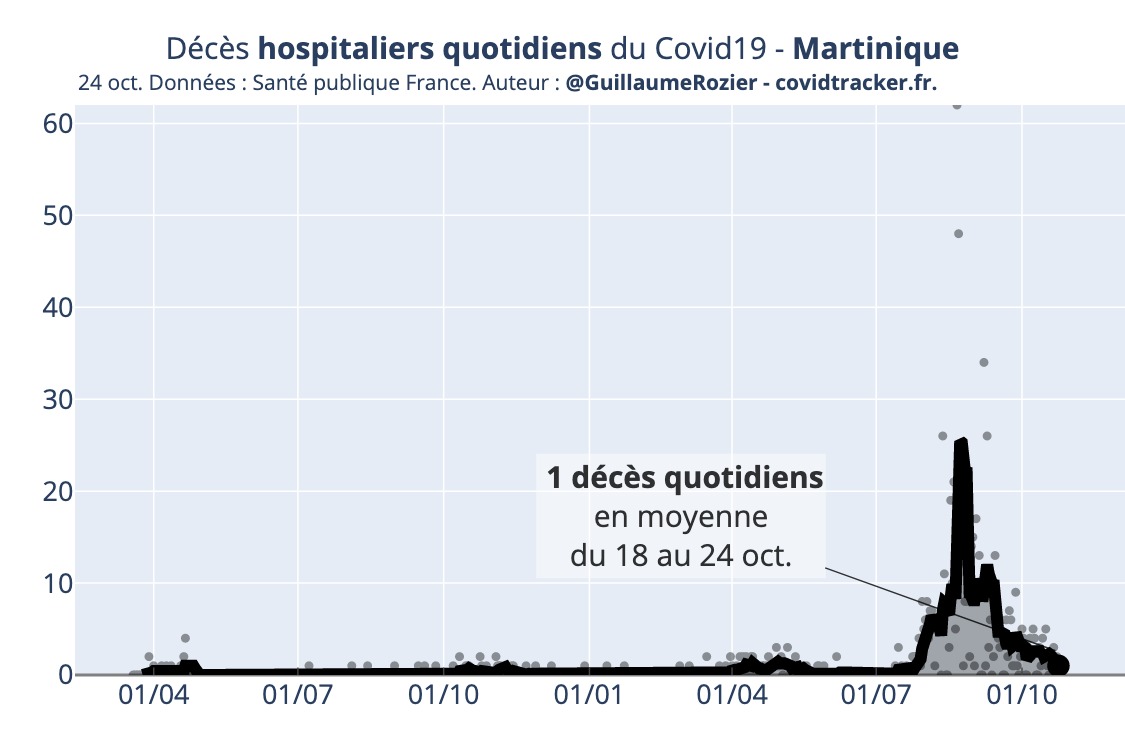 Décès hospitaliers quotidiens du Covid19 - Martinique
24 oct. Données : Santé publique France. Auteur : @GuillaumeRozier - covidtracker.fr.
60
50
40
30
20
10
0
1 décès quotidiens
en moyenne
du 18 au 24 oct.
01/04 01/07 01/10 01/01 01/04 01/07 01/10